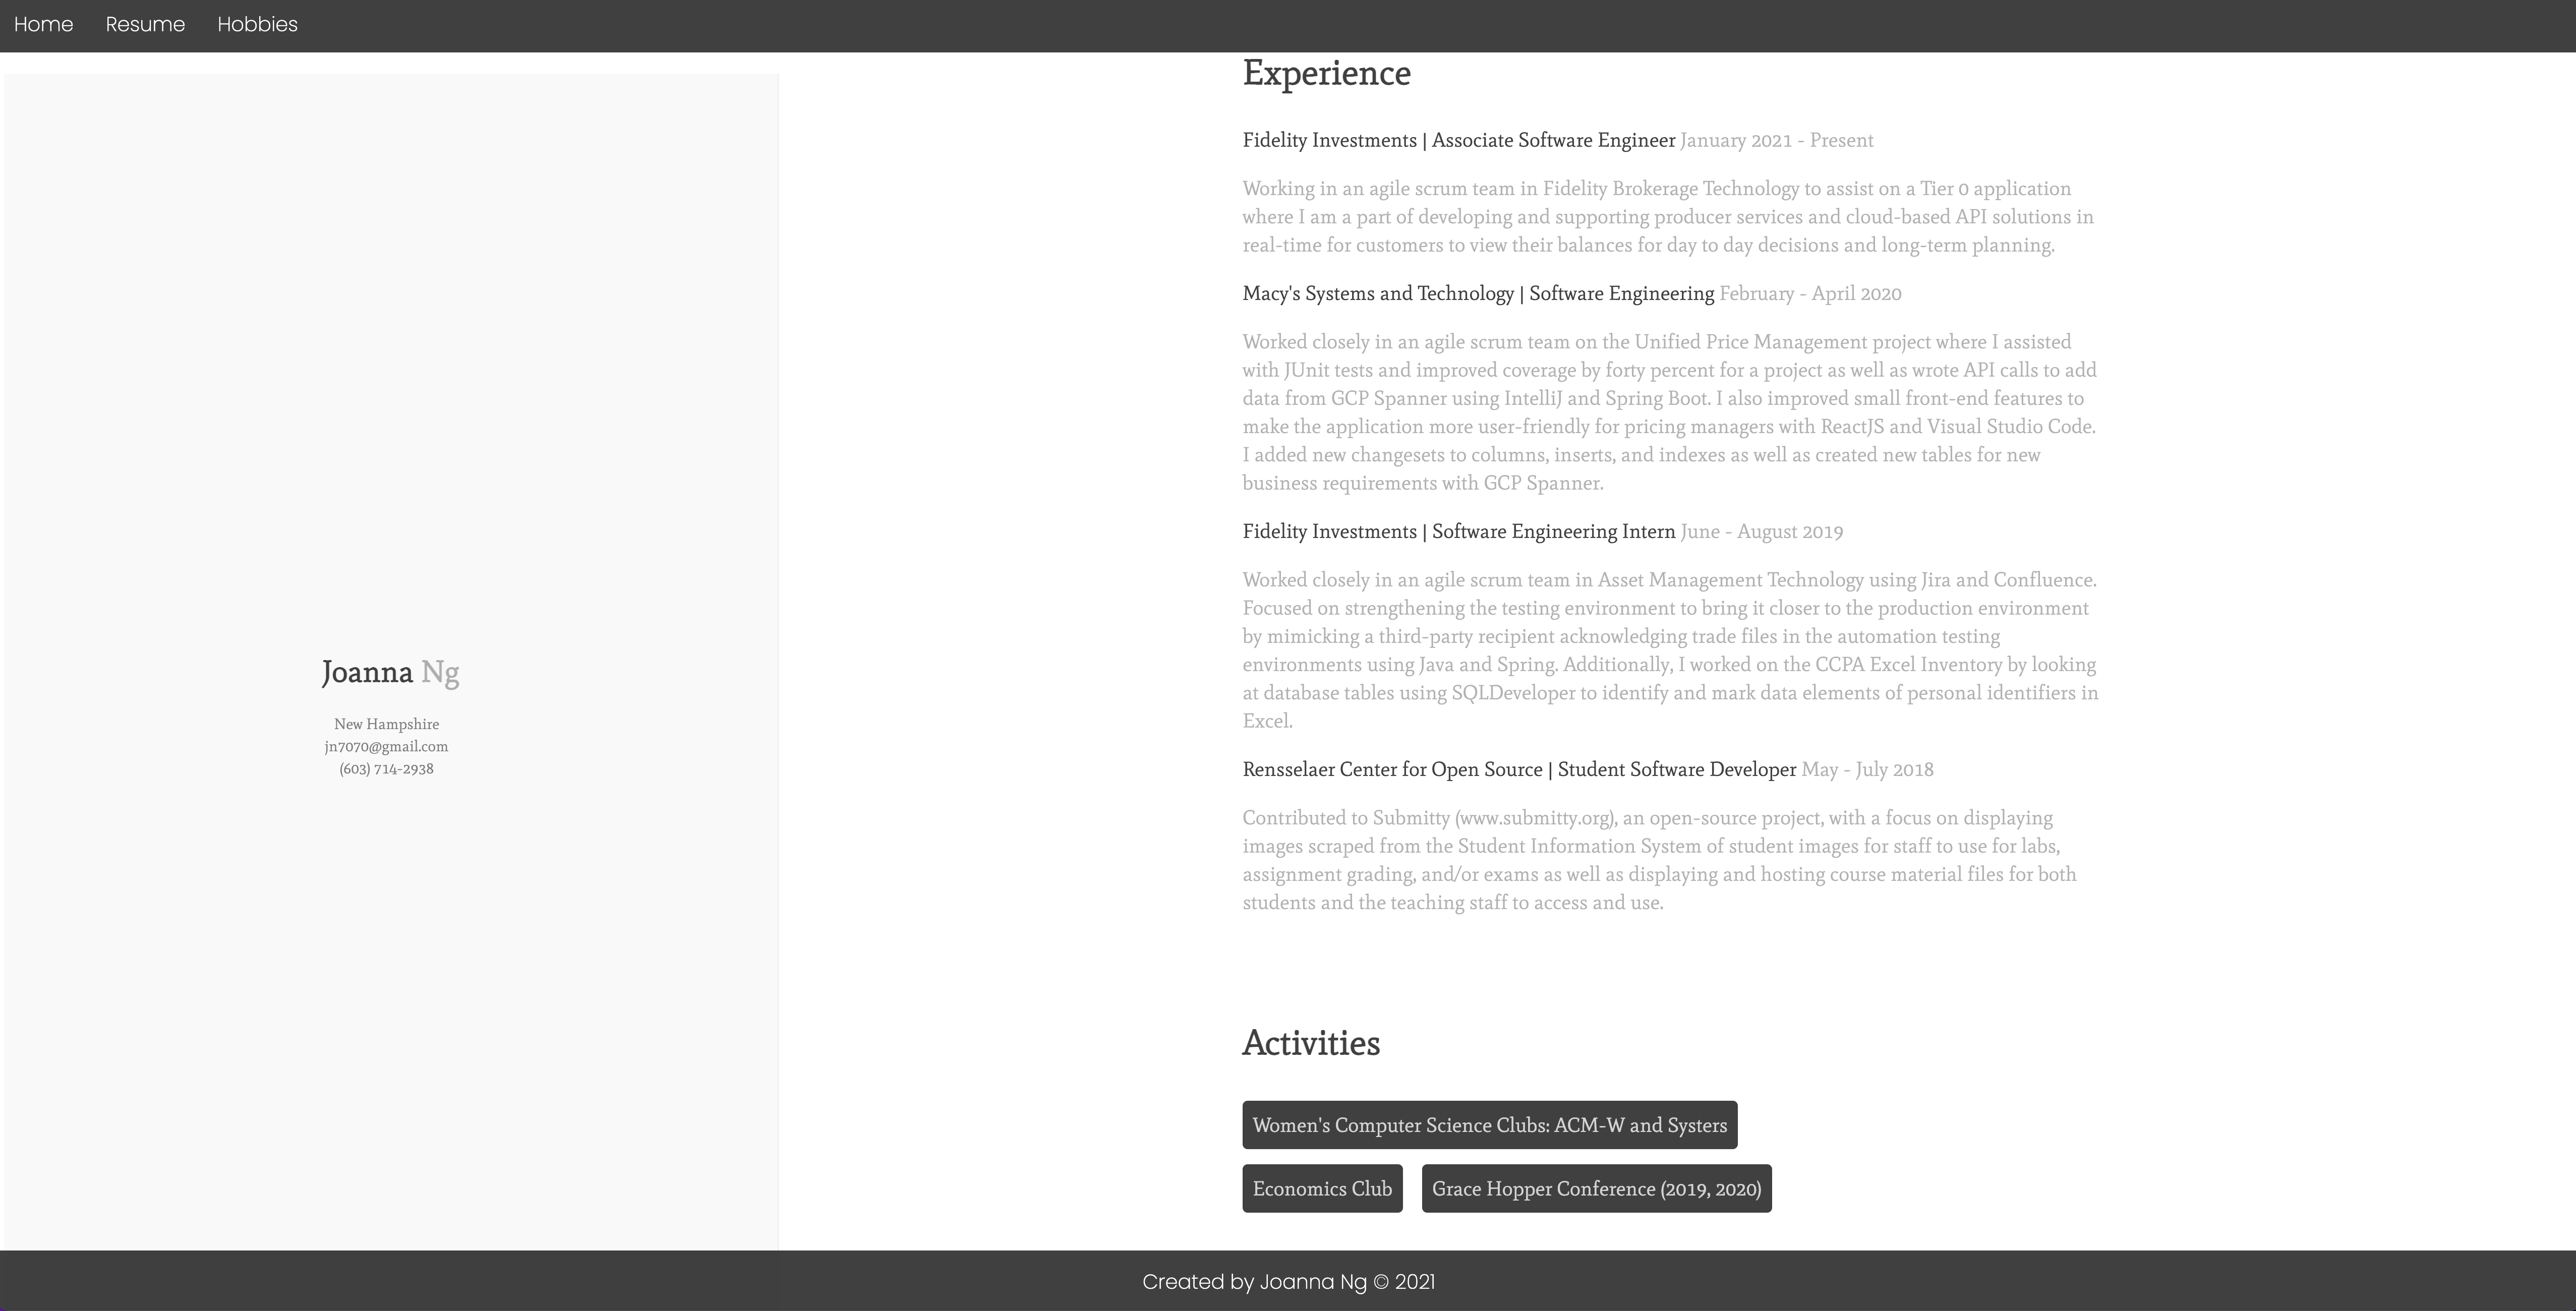 Home Resume Hobbies
Joanna Ng
New Hampshire
jn7070@gmail.com
(603) 714-2938
Experience
Fidelity Investments | Associate Software Engineer January 2021 - Present
Working in an agile scrum team in Fidelity Brokerage Technology to assist on a Tier 0 application
where I am a part of developing and supporting producer services and cloud-based API solutions in
real-time for customers to view their balances for day to day decisions and long-term planning.
Macy's Systems and Technology | Software Engineering February - April 2020
Worked closely in an agile scrum team on the Unified Price Management project where I assisted
with JUnit tests and improved coverage by forty percent for a project as well as wrote API calls to add
data from GCP Spanner using IntelliJ and Spring Boot. I also improved small front-end features to
make the application more user-friendly for pricing managers with ReactJS and Visual Studio Code.
I added new changesets to columns, inserts, and indexes as well as created new tables for new
business requirements with GCP Spanner.
Fidelity Investments | Software Engineering Intern June - August 2019
Worked closely in an agile scrum team in Asset Management Technology using Jira and Confluence.
Focused on strengthening the testing environment to bring it closer to the production environment
by mimicking a third-party recipient acknowledging trade files in the automation testing
environments using Java and Spring. Additionally, I worked on the CCPA Excel Inventory by looking
at database tables using SQLDeveloper to identify and mark data elements of personal identifiers in
Excel.
Rensselaer Center for Open Source | Student Software Developer May - July 2018
Contributed to Submitty (www.submitty.org), an open-source project, with a focus on displaying
images scraped from the Student Information System of student images for staff to use for labs,
assignment grading, and/or exams as well as displaying and hosting course material files for both
students and the teaching staff to access and use.
Activities
Women's Computer Science Clubs: ACM-W and Systers
Economics Club Grace Hopper Conference (2019, 2020)
Created by Joanna Ng © 2021